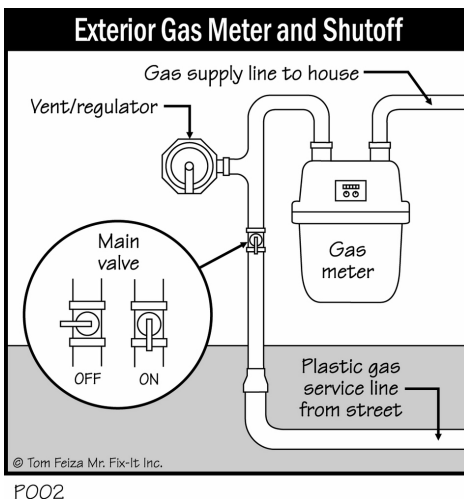 Exterior Gas Meter and Shutoff
Gas supply line to house
Vent/regulator
Main
valve
OFF
ON
Gas
meter
Plastic gas
service line
from street
© Tom Feiza Mr. Fix-It Inc.
P002